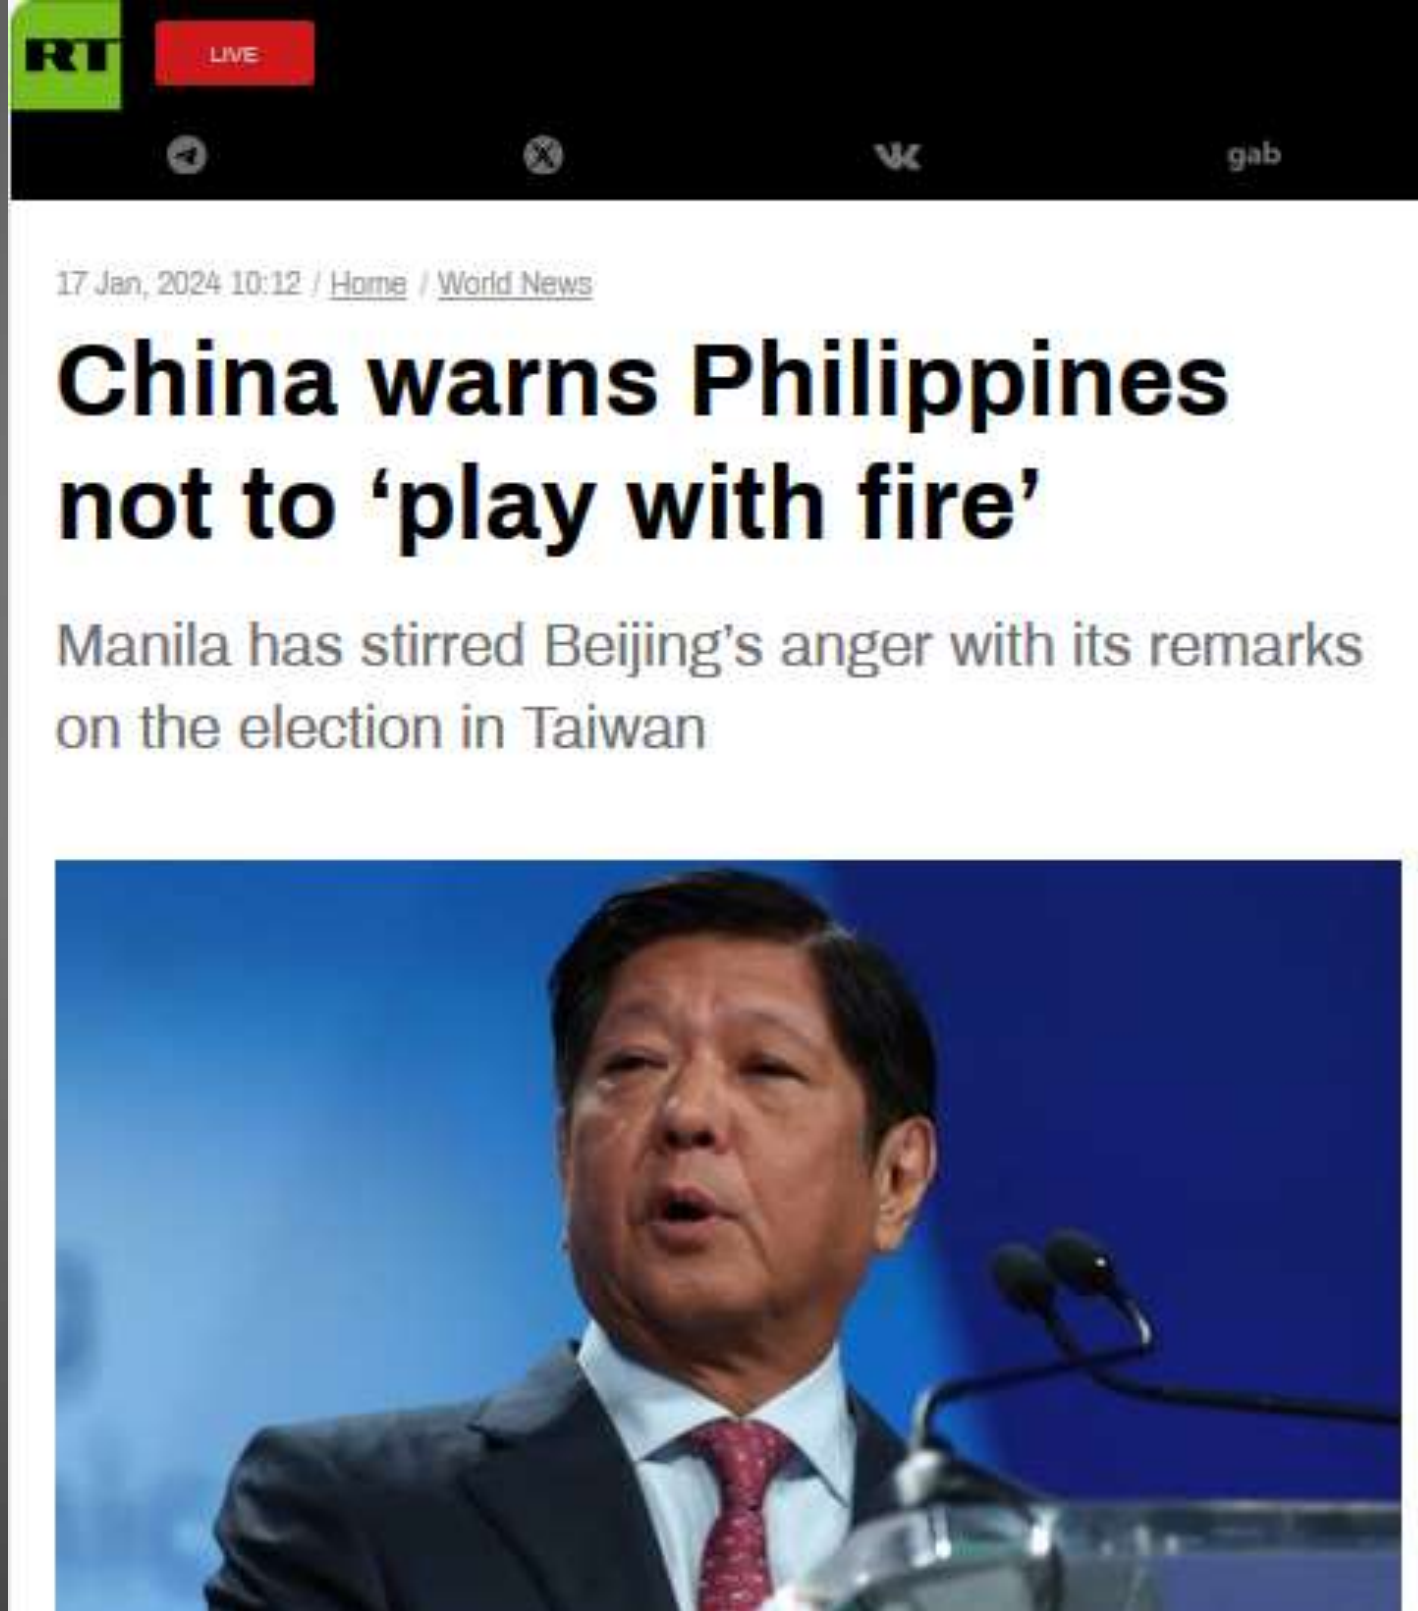 RT
LIVE
gab
17 Jan, 2024 10:12 / Home / World News
China warns Philippines
not to ‘play with fire’
Manila has stirred Beijing’s anger with its remarks
on the election in Taiwan